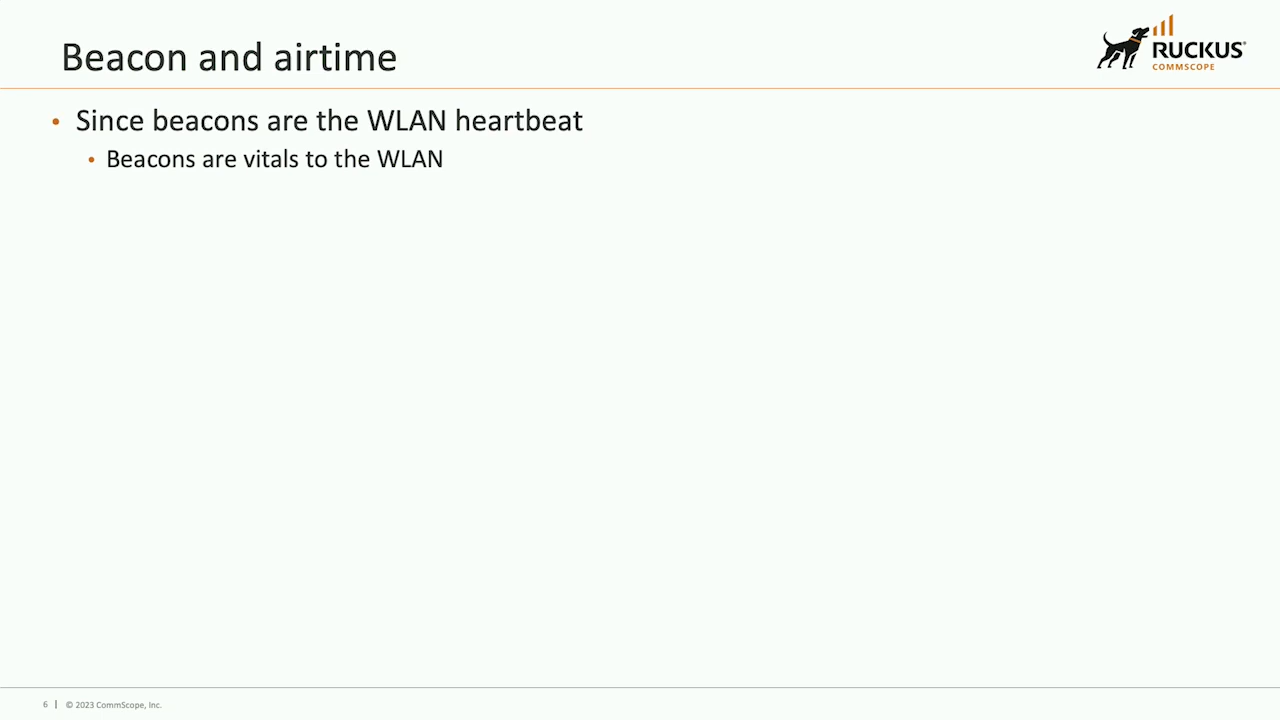 Beacon and airtime
RUCKUS®
COMMSCOPE
• Since beacons are the WLAN heartbeat
• Beacons are vitals to the WLAN
6 | © 2023 CommScope, Inc.